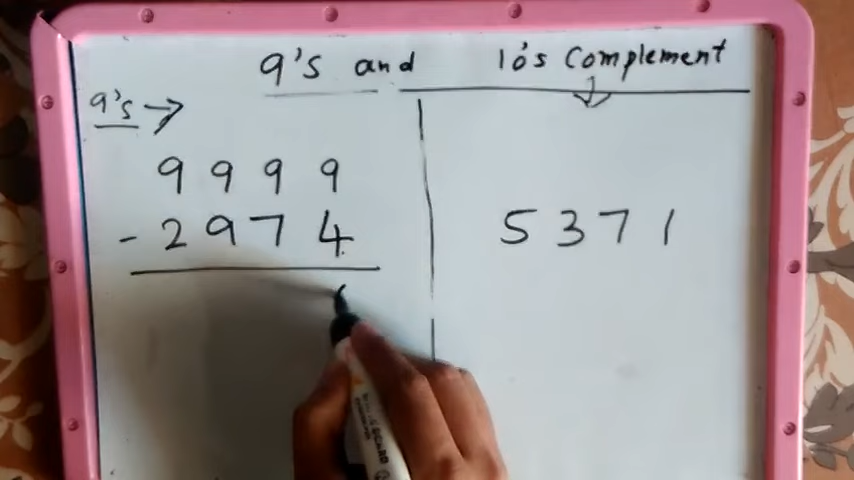 9's and 10's Complement
9's →
9 9 9 9
- 2 9 7 4
5 3 7 1